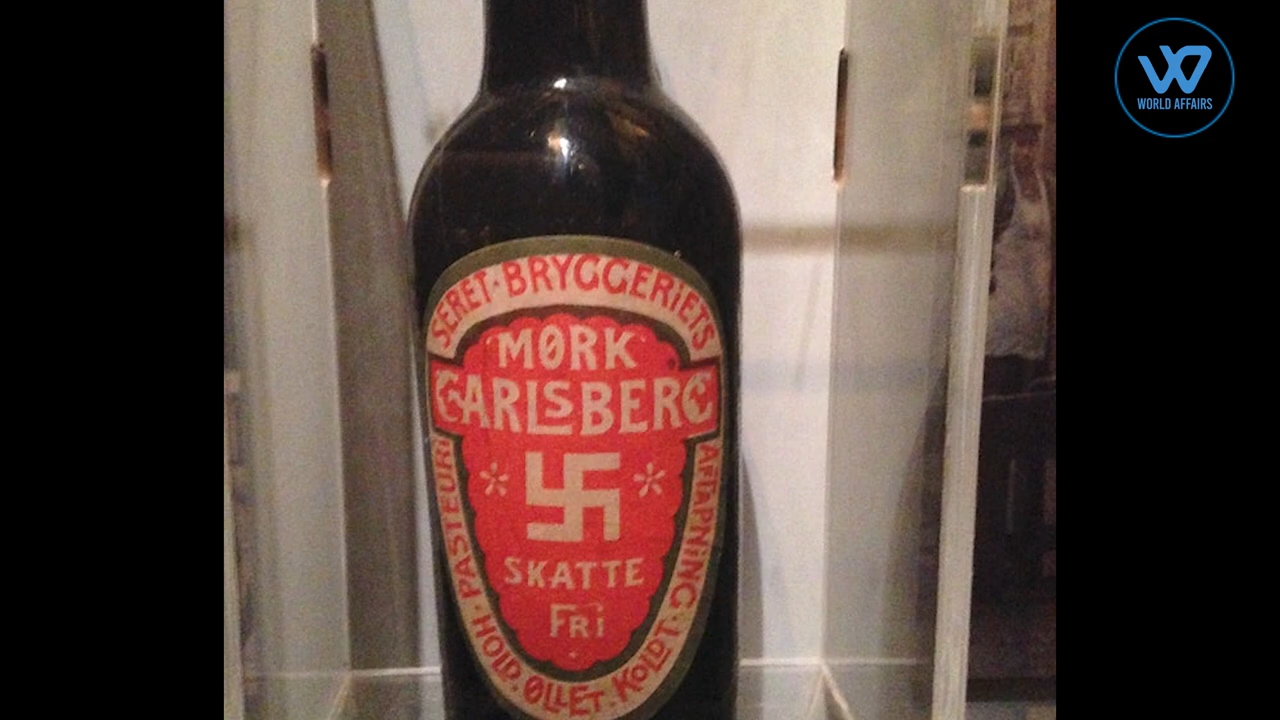 WORLD AFFAIRS
SERET·BRYGGERIETS
MØRK
CARLSBERG
SKATTE
FRi
PASTEURI
HOLD.ØLLET.KOLDT.
AFTAPNiNG